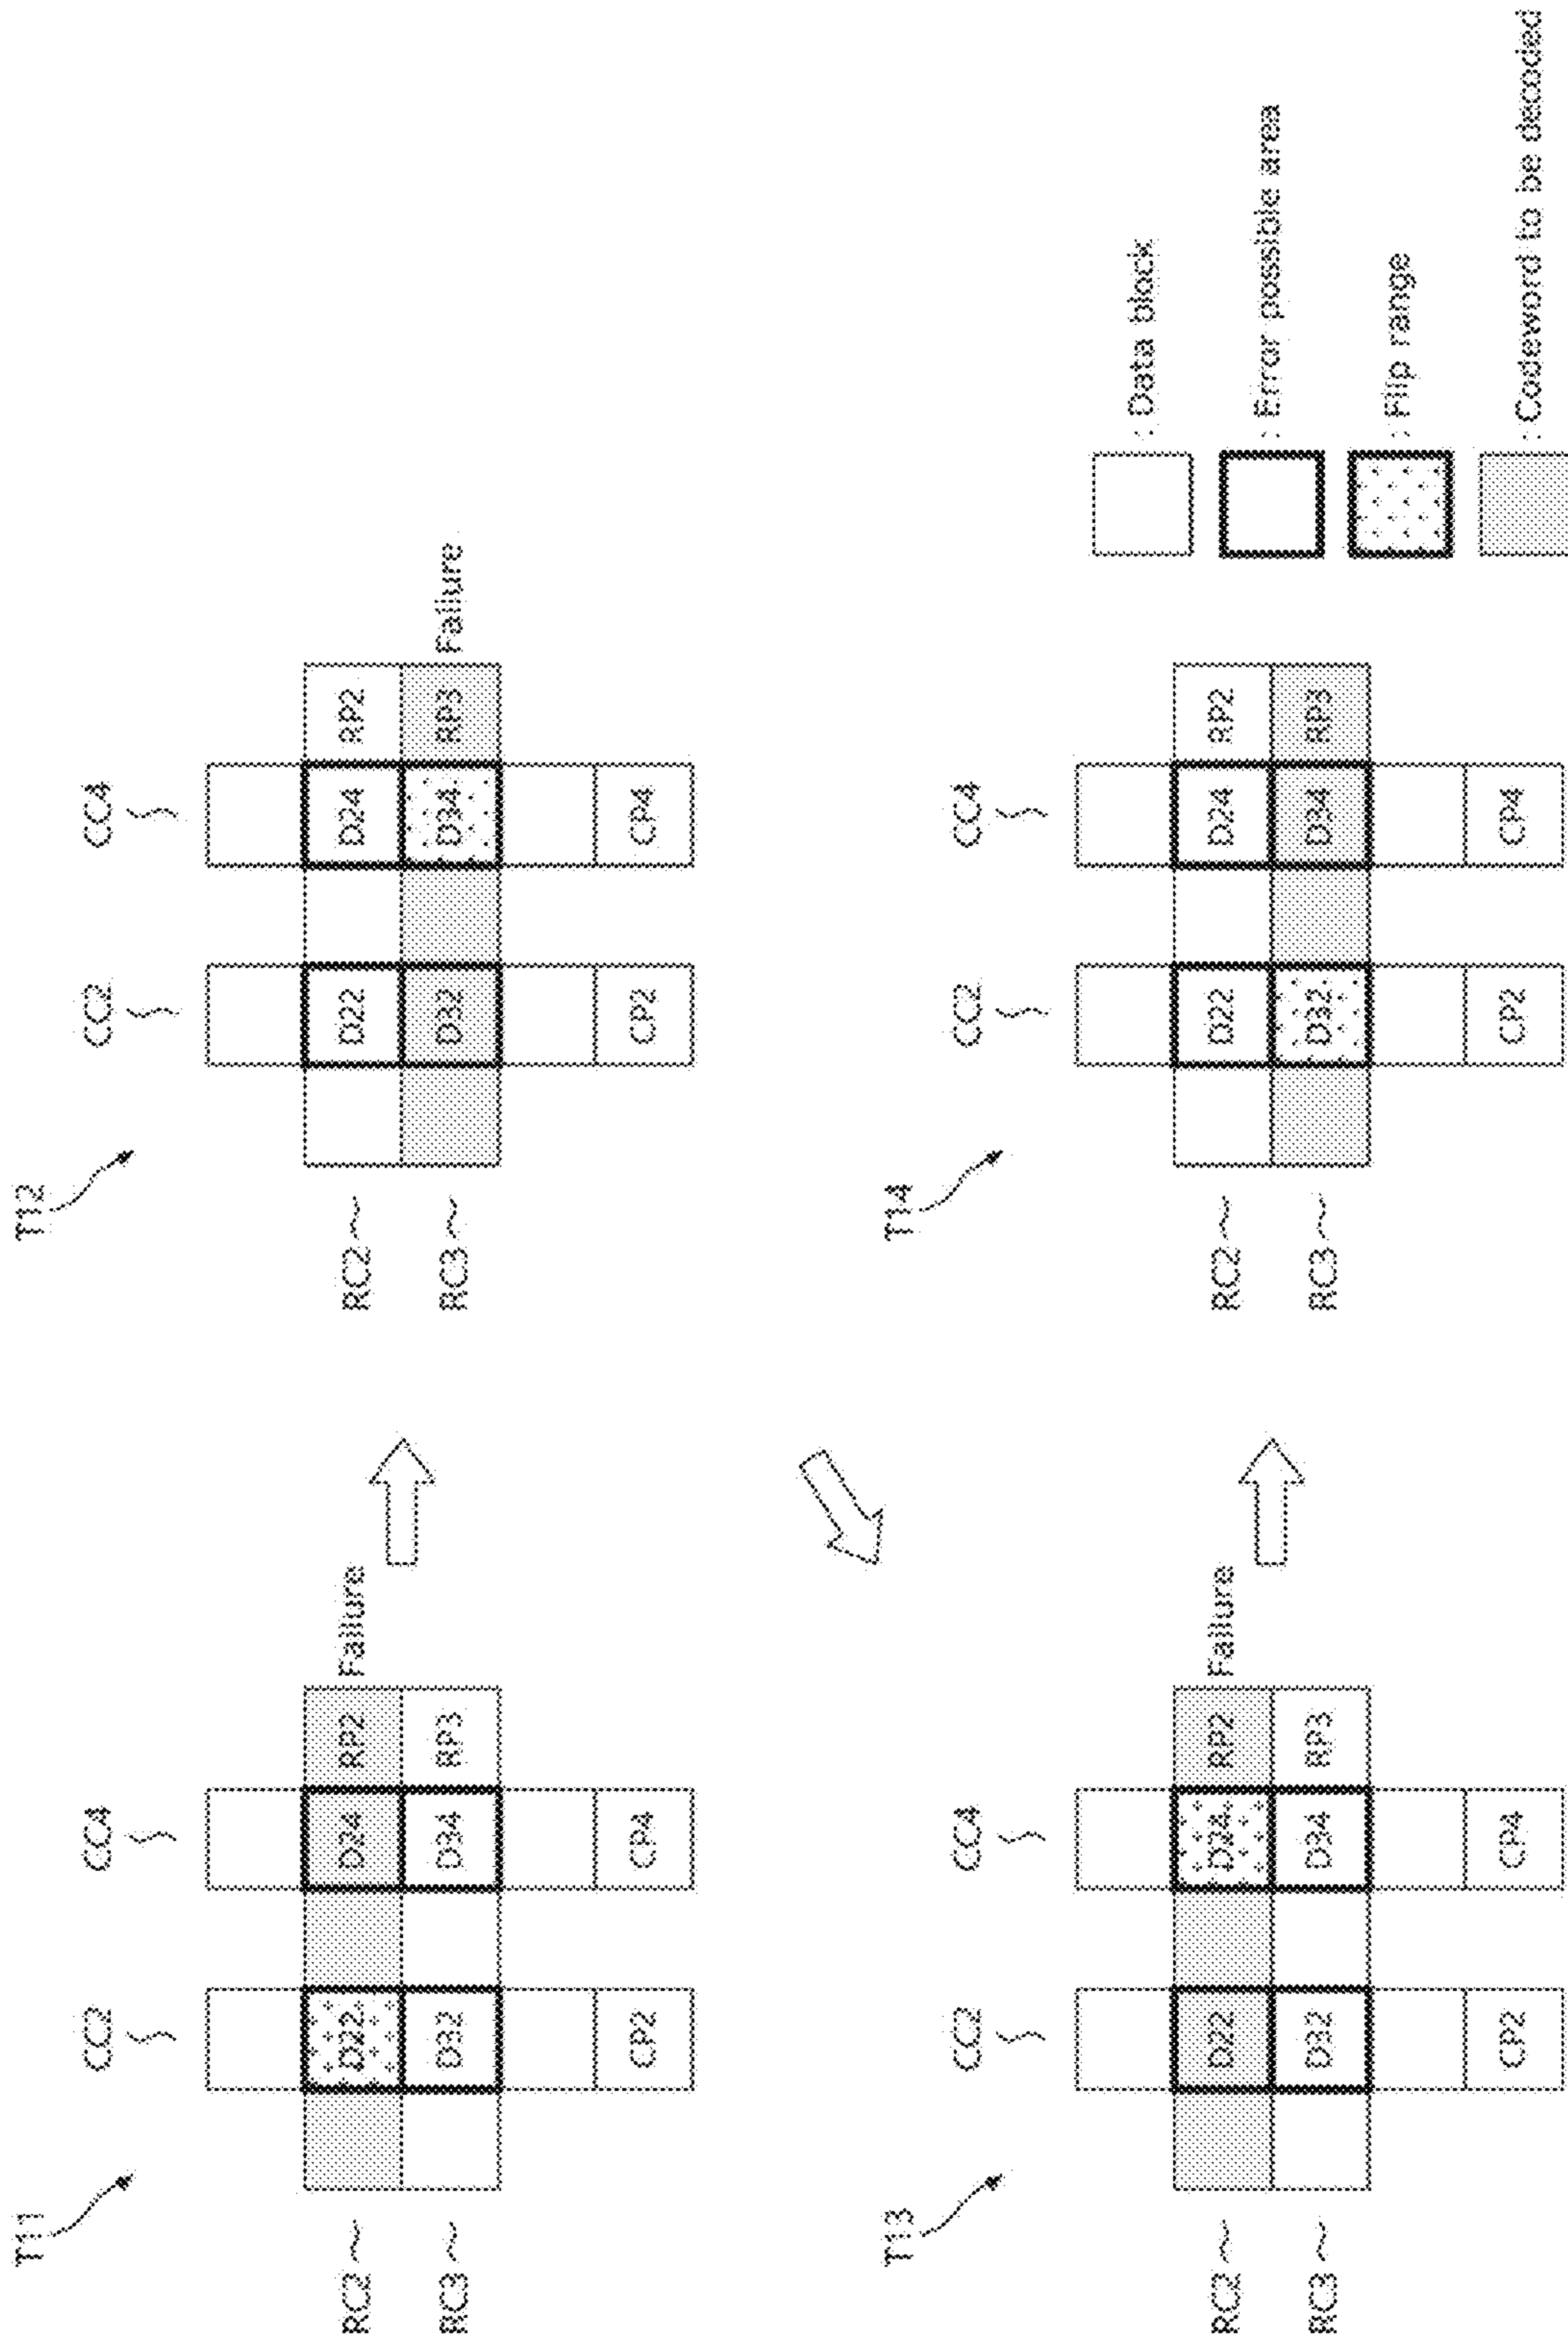 T11
CC2
CC4
RC2
D22
D24
RP2
Failure
RC3
D32
D34
RP3
CP2
CP4
T12
CC2
CC4
RC2
D22
D24
RP2
RC3
D32
D34
RP3
Failure
CP2
CP4
T13
CC2
CC4
RC2
D22
D24
RP2
Failure
RC3
D32
D34
RP3
CP2
CP4
T14
CC2
CC4
RC2
D22
D24
RP2
RC3
D32
D34
RP3
CP2
CP4
: Data block
: Error possible area
: Flip range
: Codeword to be decoded